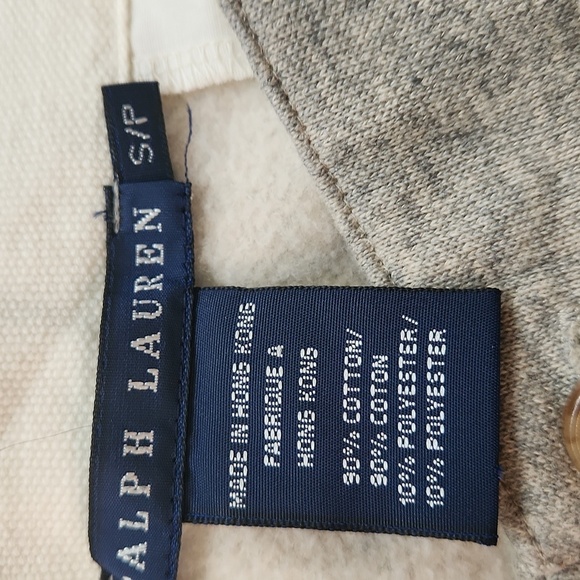 S/P
RALPH LAUREN
MADE IN HONG KONG
FABRIQUE A
HONG KONG
90% COTTON/
90% COTON
10% POLYESTER/
10% POLYESTER